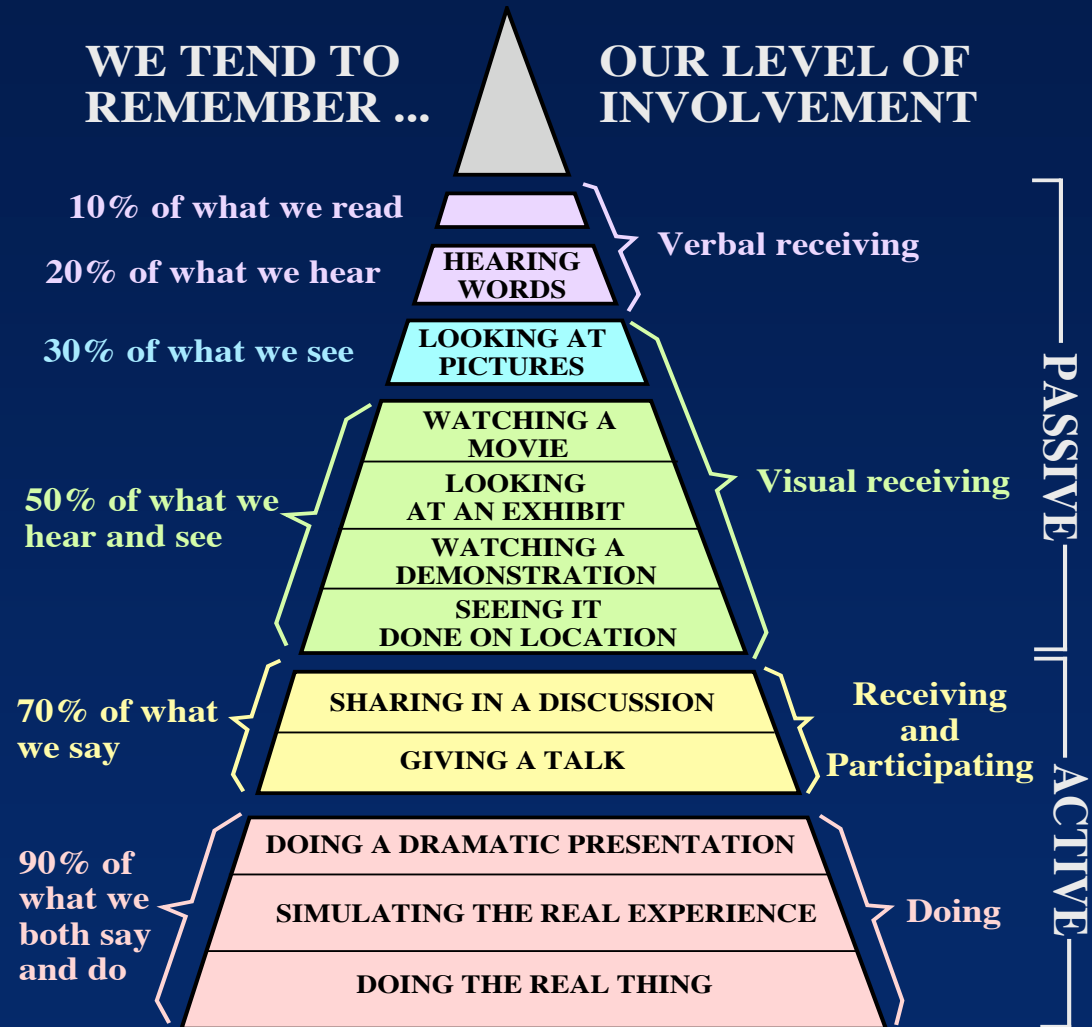 WE TEND TO
REMEMBER ...
OUR LEVEL OF
INVOLVEMENT
10% of what we read
Verbal receiving
20% of what we hear
HEARING
WORDS
30% of what we see
LOOKING AT
PICTURES
50% of what we
hear and see
WATCHING A
MOVIE
LOOKING
AT AN EXHIBIT
WATCHING A
DEMONSTRATION
SEEING IT
DONE ON LOCATION
Visual receiving
PASSIVE
70% of what
we say
SHARING IN A DISCUSSION
GIVING A TALK
Receiving
and
Participating
90% of
what we
both say
and do
DOING A DRAMATIC PRESENTATION
SIMULATING THE REAL EXPERIENCE
DOING THE REAL THING
Doing
ACTIVE